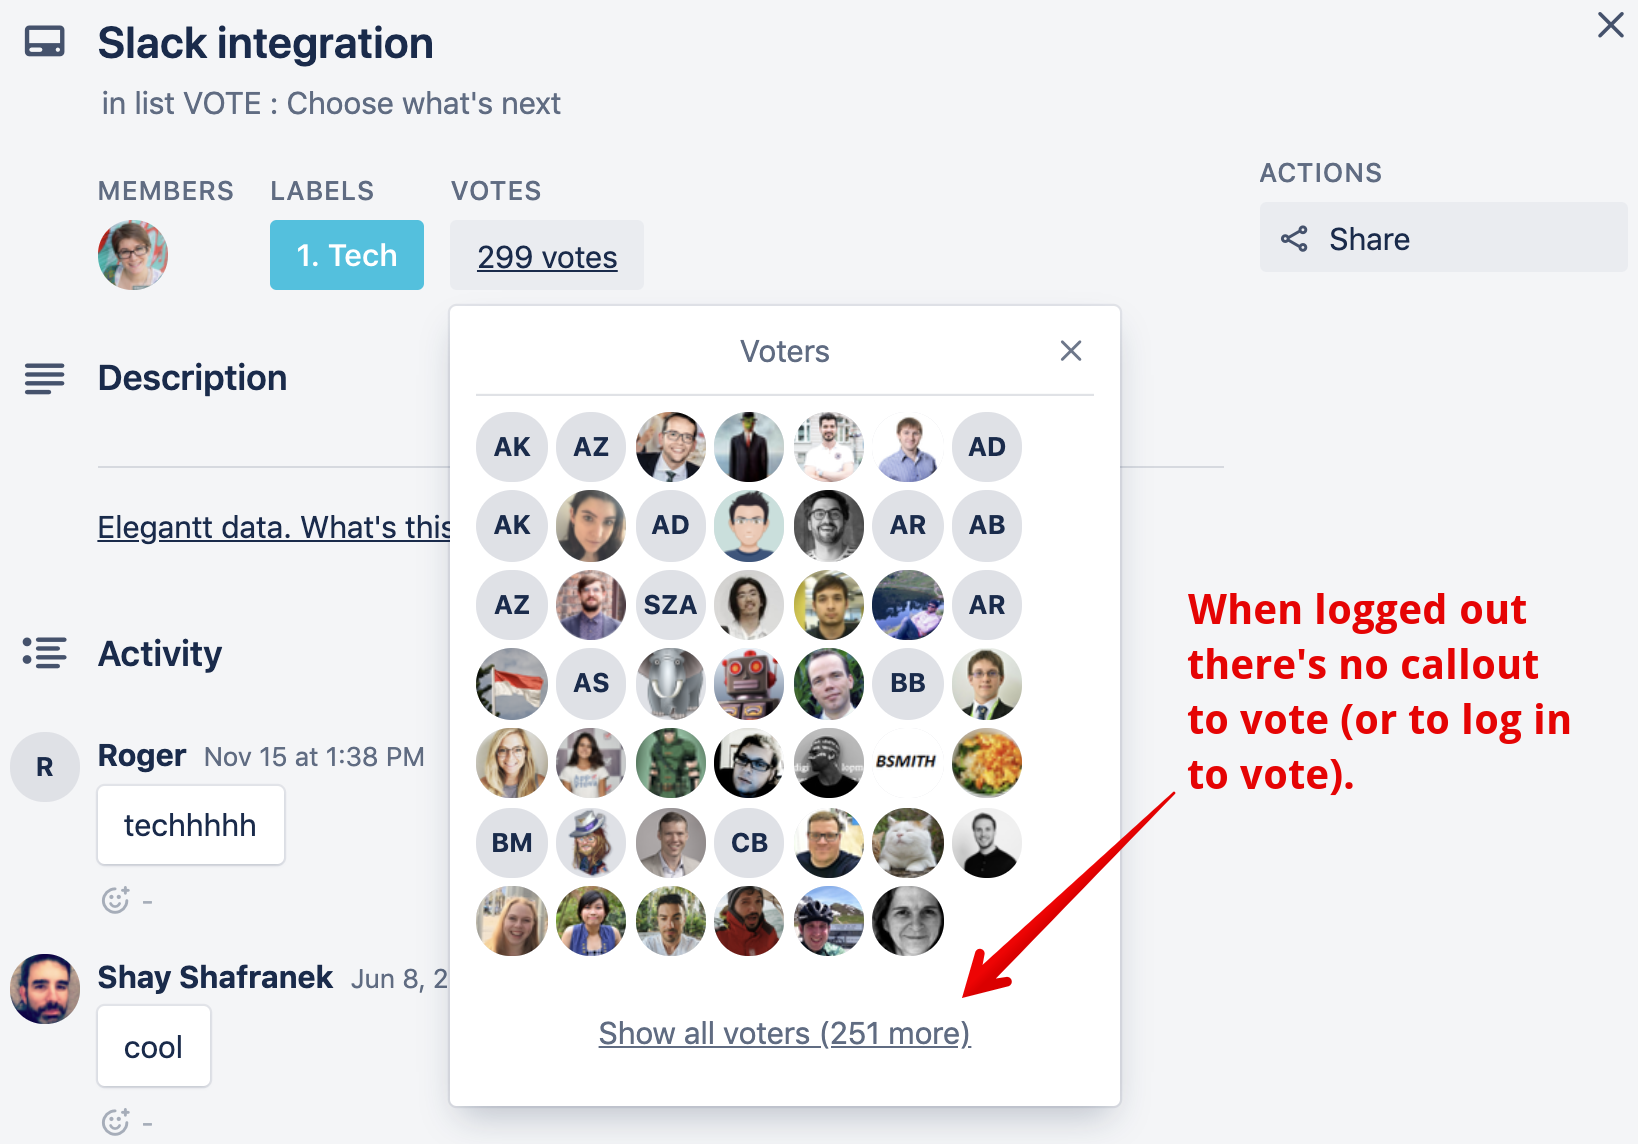 Slack integration
in list VOTE : Choose what's next
MEMBERS
LABELS
VOTES
1. Tech
299 votes
ACTIONS
Share
Voters
AK
AZ
AD
AK
AD
AR
AB
AZ
SZA
AR
AS
BB
BSMITH
BM
CB
Show all voters (251 more)
Description
Elegantt data. What's this
Activity
R
Roger Nov 15 at 1:38 PM
techhhhh
-
Shay Shafranek Jun 8, 2
cool
-
When logged out
there's no callout
to vote (or to log in
to vote).